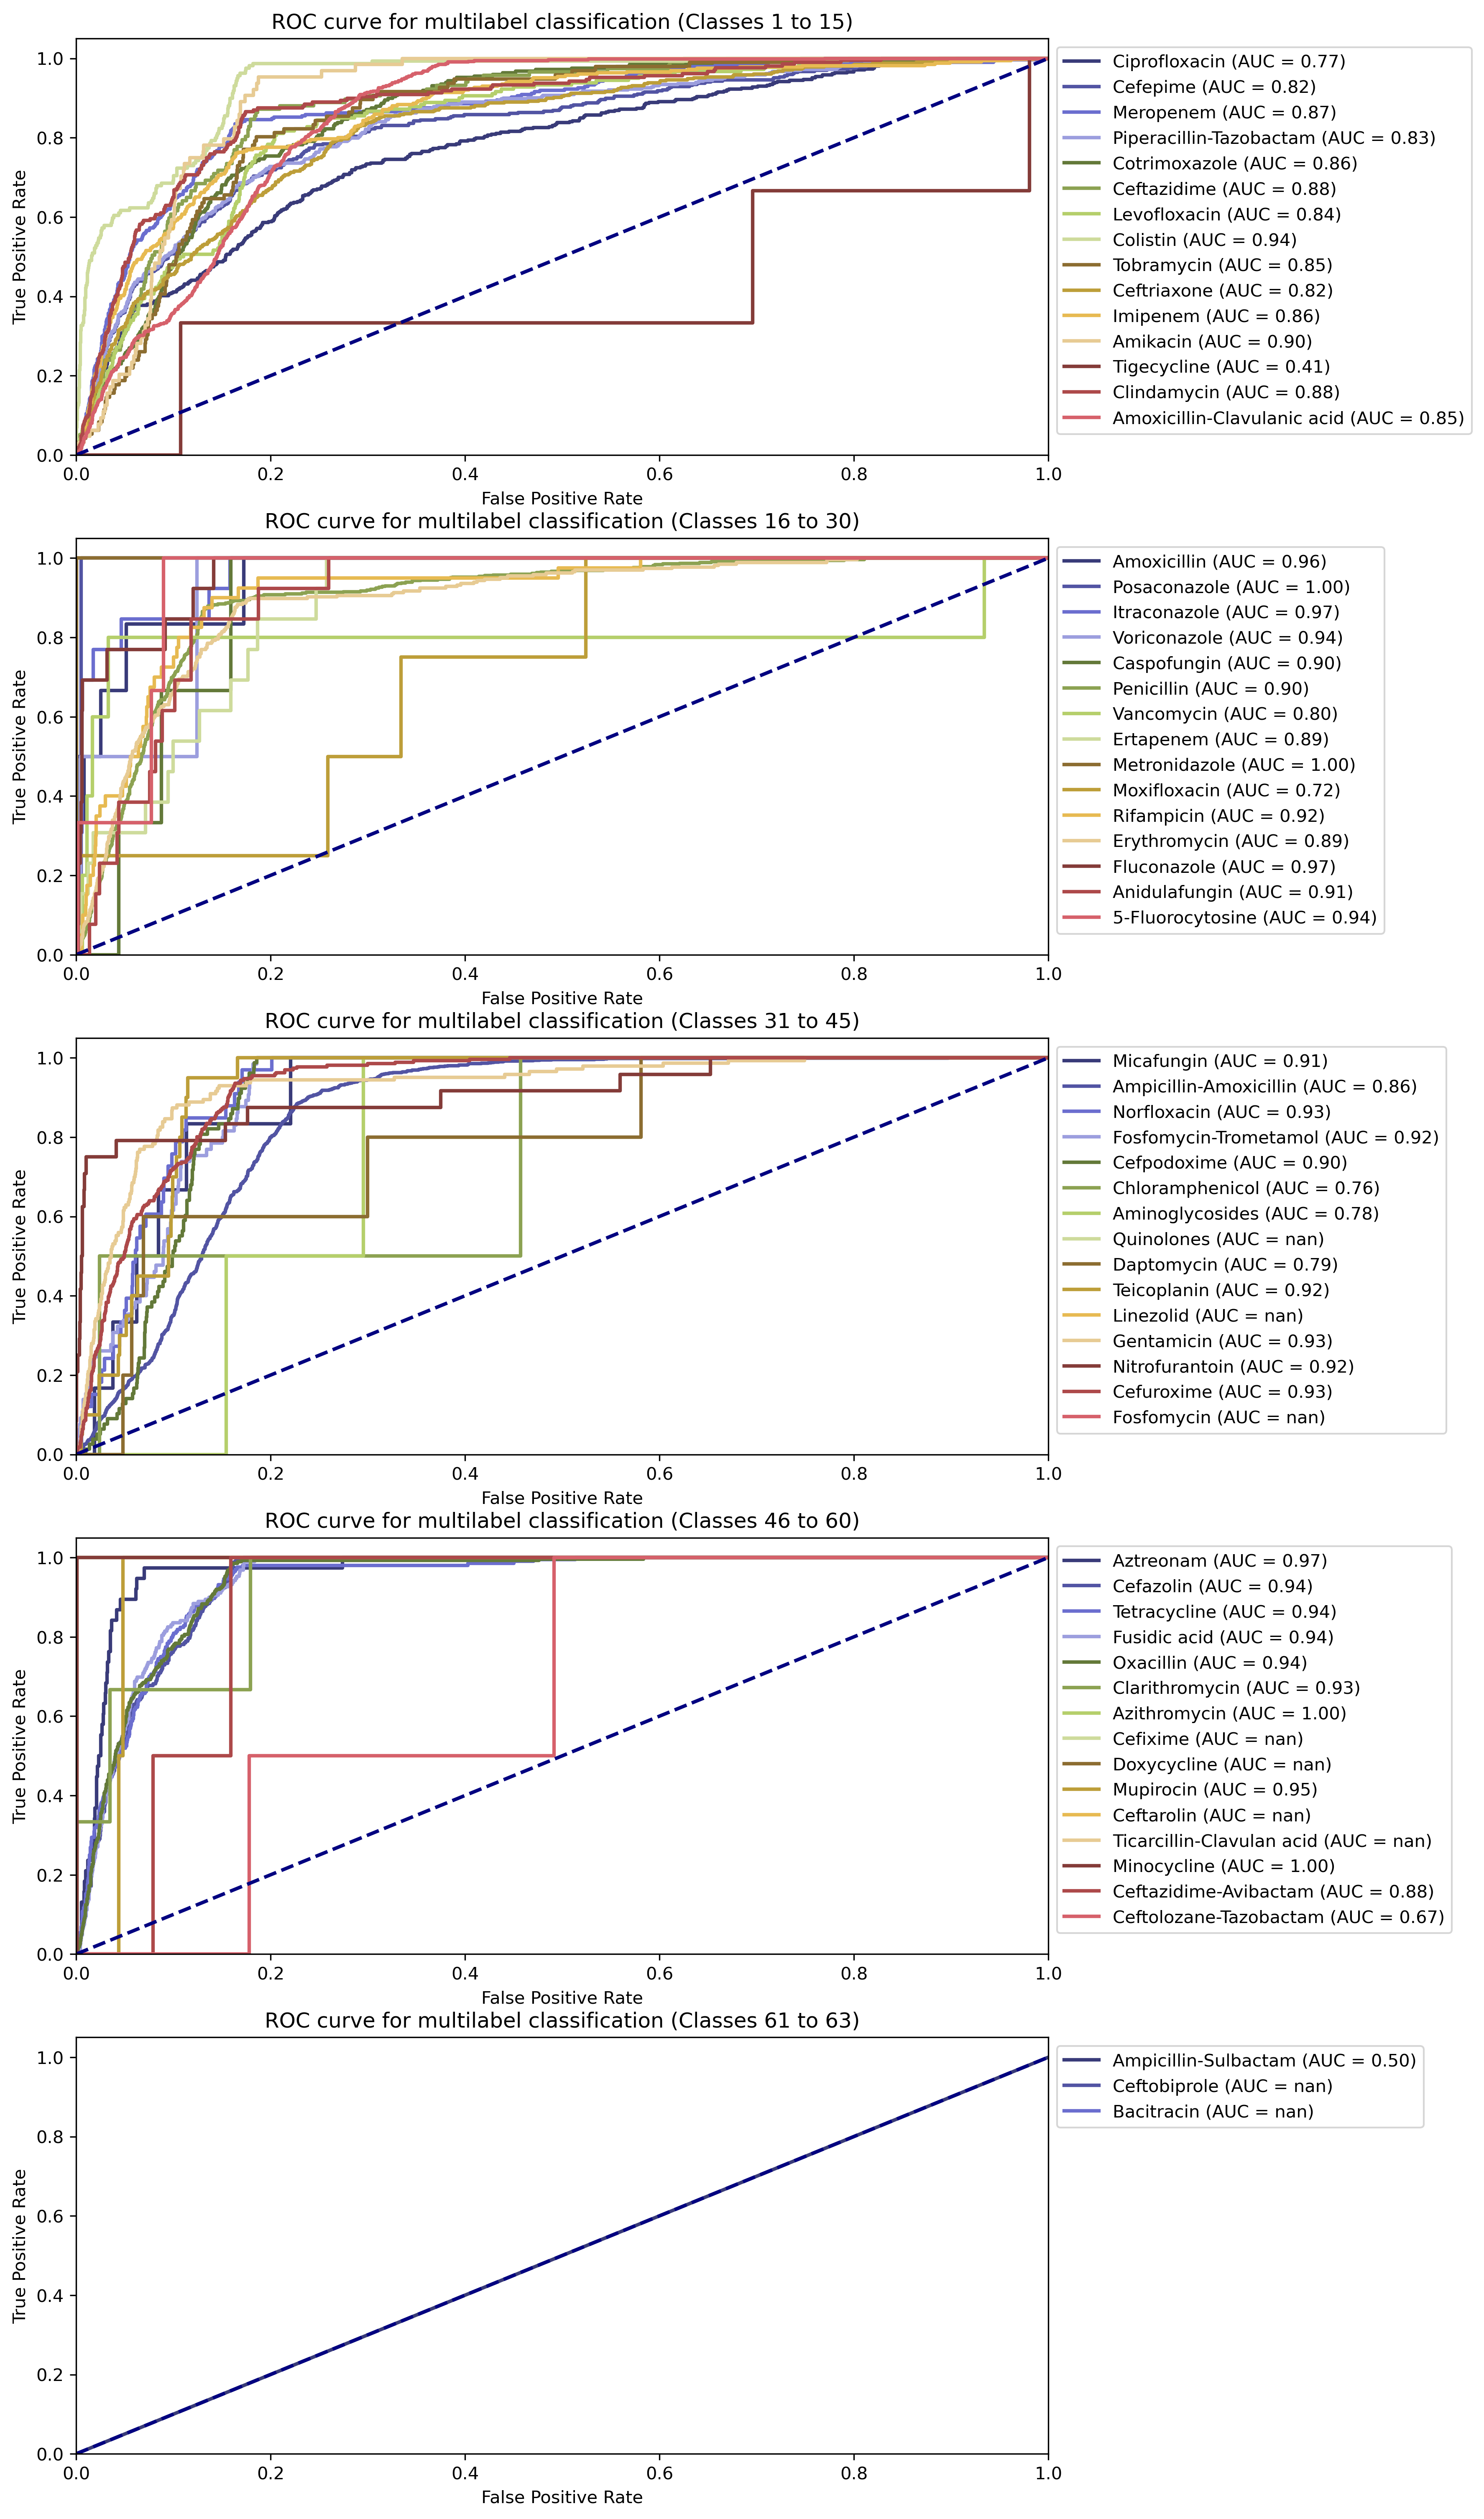 ROC curve for multilabel classification (Classes 1 to 15)
1.0
0.8
0.6
0.4
0.2
0.0
True Positive Rate
0.0 0.2 0.4 0.6 0.8 1.0
False Positive Rate
Ciprofloxacin (AUC = 0.77)
Cefepime (AUC = 0.82)
Meropenem (AUC = 0.87)
Piperacillin-Tazobactam (AUC = 0.83)
Cotrimoxazole (AUC = 0.86)
Ceftazidime (AUC = 0.88)
Levofloxacin (AUC = 0.84)
Colistin (AUC = 0.94)
Tobramycin (AUC = 0.85)
Ceftriaxone (AUC = 0.82)
Imipenem (AUC = 0.86)
Amikacin (AUC = 0.90)
Tigecycline (AUC = 0.41)
Clindamycin (AUC = 0.88)
Amoxicillin-Clavulanic acid (AUC = 0.85)
ROC curve for multilabel classification (Classes 16 to 30)
1.0
0.8
0.6
0.4
0.2
0.0
True Positive Rate
0.0 0.2 0.4 0.6 0.8 1.0
False Positive Rate
Amoxicillin (AUC = 0.96)
Posaconazole (AUC = 1.00)
Itraconazole (AUC = 0.97)
Voriconazole (AUC = 0.94)
Caspofungin (AUC = 0.90)
Penicillin (AUC = 0.90)
Vancomycin (AUC = 0.80)
Ertapenem (AUC = 0.89)
Metronidazole (AUC = 1.00)
Moxifloxacin (AUC = 0.72)
Rifampicin (AUC = 0.92)
Erythromycin (AUC = 0.89)
Fluconazole (AUC = 0.97)
Anidulafungin (AUC = 0.91)
5-Fluorocytosine (AUC = 0.94)
ROC curve for multilabel classification (Classes 31 to 45)
1.0
0.8
0.6
0.4
0.2
0.0
True Positive Rate
0.0 0.2 0.4 0.6 0.8 1.0
False Positive Rate
Micafungin (AUC = 0.91)
Ampicillin-Amoxicillin (AUC = 0.86)
Norfloxacin (AUC = 0.93)
Fosfomycin-Trometamol (AUC = 0.92)
Cefpodoxime (AUC = 0.90)
Chloramphenicol (AUC = 0.76)
Aminoglycosides (AUC = 0.78)
Quinolones (AUC = nan)
Daptomycin (AUC = 0.79)
Teicoplanin (AUC = 0.92)
Linezolid (AUC = nan)
Gentamicin (AUC = 0.93)
Nitrofurantoin (AUC = 0.92)
Cefuroxime (AUC = 0.93)
Fosfomycin (AUC = nan)
ROC curve for multilabel classification (Classes 46 to 60)
1.0
0.8
0.6
0.4
0.2
0.0
True Positive Rate
0.0 0.2 0.4 0.6 0.8 1.0
False Positive Rate
Aztreonam (AUC = 0.97)
Cefazolin (AUC = 0.94)
Tetracycline (AUC = 0.94)
Fusidic acid (AUC = 0.94)
Oxacillin (AUC = 0.94)
Clarithromycin (AUC = 0.93)
Azithromycin (AUC = 1.00)
Cefixime (AUC = nan)
Doxycycline (AUC = nan)
Mupirocin (AUC = 0.95)
Ceftarolin (AUC = nan)
Ticarcillin-Clavulan acid (AUC = nan)
Minocycline (AUC = 1.00)
Ceftazidime-Avibactam (AUC = 0.88)
Ceftolozane-Tazobactam (AUC = 0.67)
ROC curve for multilabel classification (Classes 61 to 63)
1.0
0.8
0.6
0.4
0.2
0.0
True Positive Rate
0.0 0.2 0.4 0.6 0.8 1.0
False Positive Rate
Ampicillin-Sulbactam (AUC = 0.50)
Ceftobiprole (AUC = nan)
Bacitracin (AUC = nan)